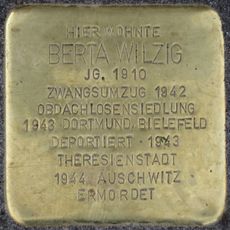 HIER WOHNTE
BERTA WILZIG
JG. 1910
ZWANGSUMZUG 1942
OBDACHLOSENSIEDLUNG
1943 DORTMUND, BIELEFELD
DEPORTIERT 1943
THERESIENSTADT
1944 AUSCHWITZ
ERMORDET